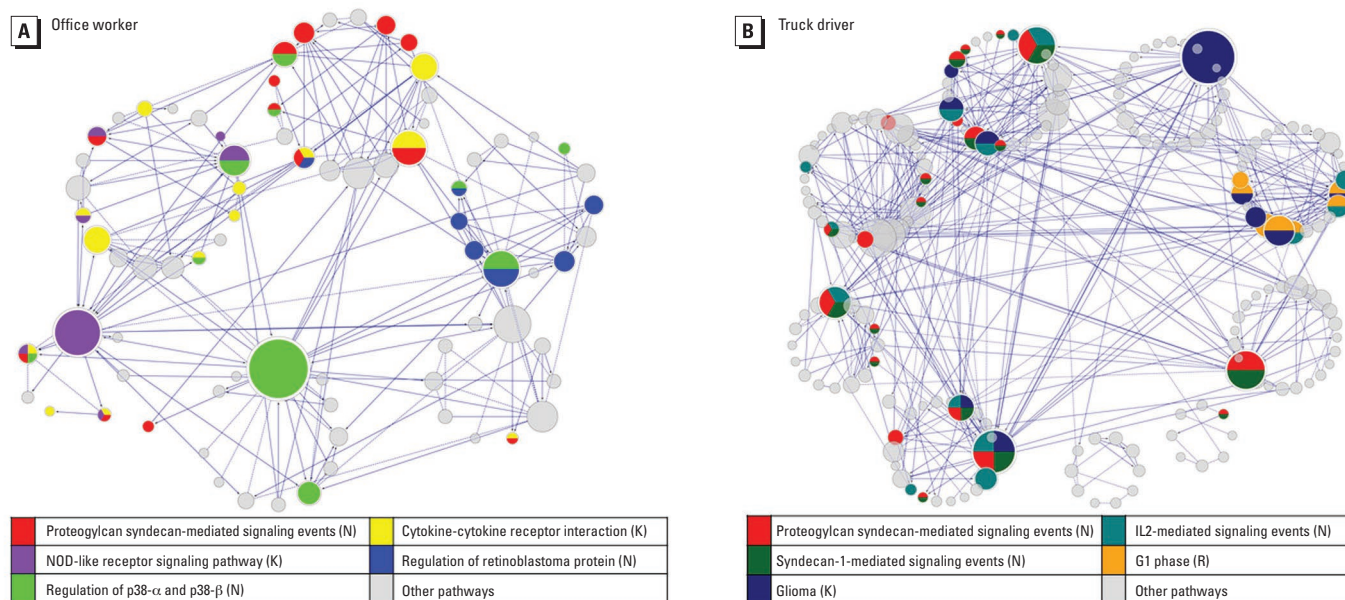 A Office worker
Proteogylcan syndecan-mediated signaling events (N)
Cytokine-cytokine receptor interaction (K)
NOD-like receptor signaling pathway (K)
Regulation of retinoblastoma protein (N)
Regulation of p38-α and p38-β (N)
Other pathways
B Truck driver
Proteogylcan syndecan-mediated signaling events (N)
IL2-mediated signaling events (N)
Syndecan-1-mediated signaling events (N)
G1 phase (R)
Glioma (K)
Other pathways